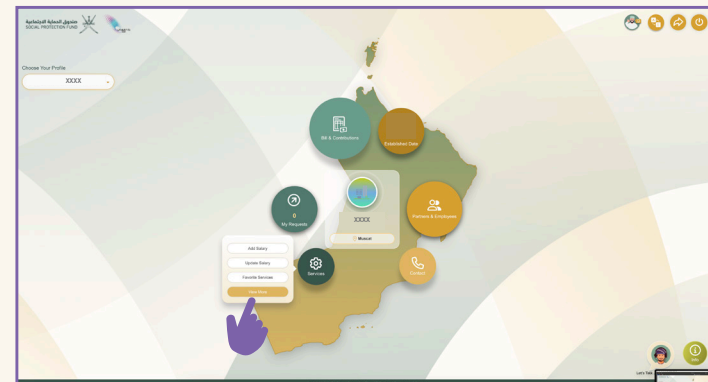 صندوق الحماية الاجتماعية
SOCIAL PROTECTION FUND
Choose Your Profile
XXXX
Bill & Contributions
Established Data
0
My Requests
XXXX
Muscat
Partners & Employees
Add Salary
Update Salary
Favorite Services
View More
Services
Contact
Let's Talk
Info